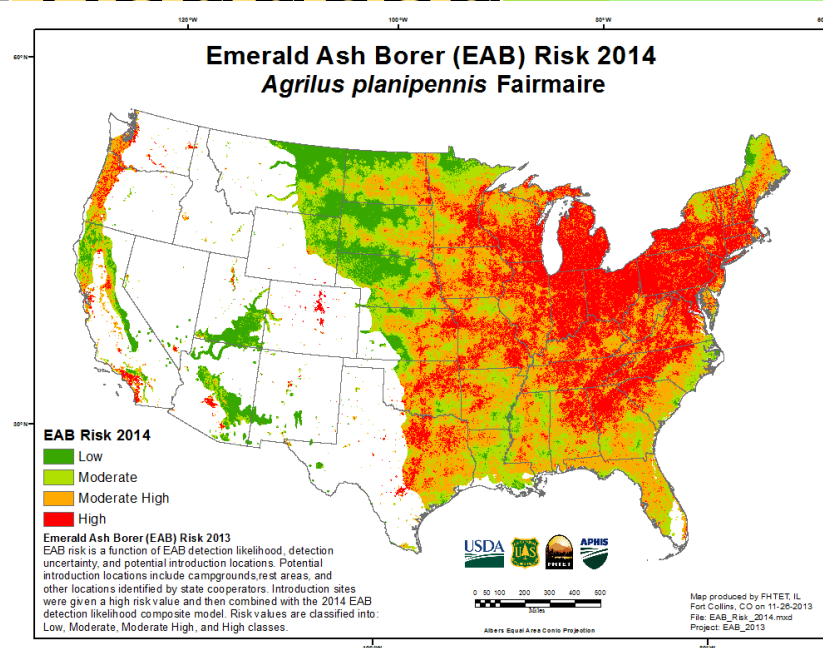 120°W 100°W 80°W
Emerald Ash Borer (EAB) Risk 2014
Agrilus planipennis Fairmaire
EAB Risk 2014
Low
Moderate
Moderate High
High
Emerald Ash Borer (EAB) Risk 2013
EAB risk is a function of EAB detection likelihood, detection
uncertainty, and potential introduction locations. Potential
introduction locations include campgrounds,rest areas, and
other locations identified by state cooperators. Introduction sites
were given a high risk value and then combined with the 2014 EAB
detection likelihood composite model. Risk values are classified into:
Low, Moderate, Moderate High, and High classes.
USDA UAS FHTET APHIS
0 50 100 200 300 400 500
Miles
Albers Equal Area Conic Projection
Map produced by FHTET, IL
Fort Collins, CO on 11-26-2013
File: EAB_Risk_2014.mxd
Project: EAB_2013